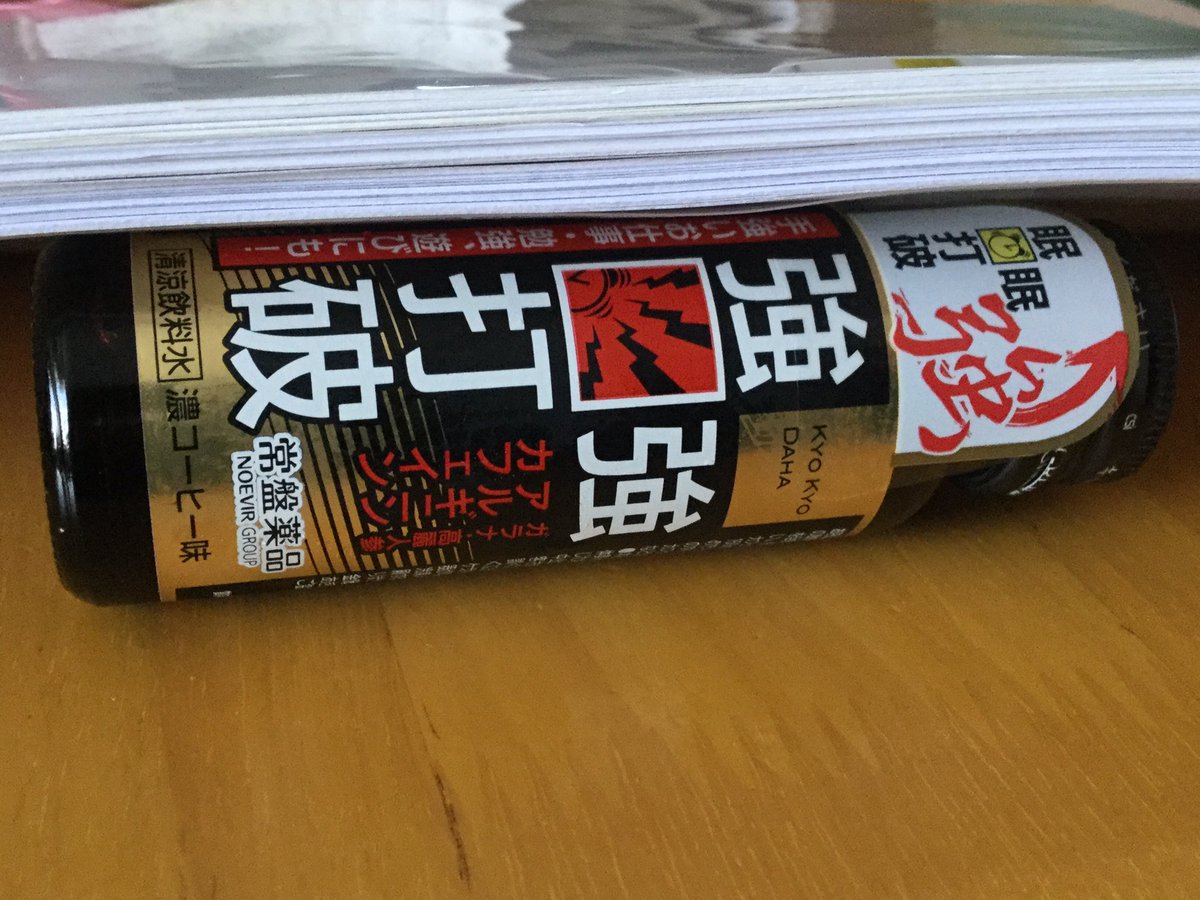 眠眠打破
強
強強打破
KYO KYO
DAHA
手強いお仕事・勉強、遊びにも!
カフェイン
アルギニン
ガラナ・高麗人参
清涼飲料水 濃コーヒー味
常盤薬品
NOEVIR GROUP